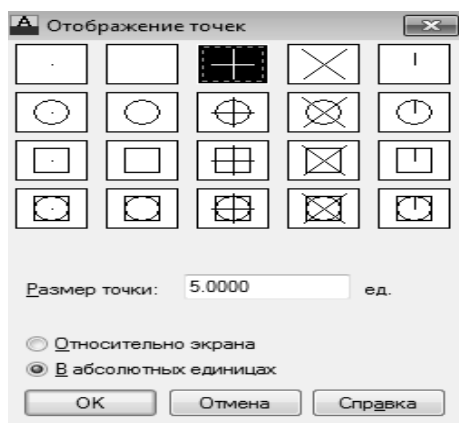 Отображение точек
Размер точки: 5.0000 ед.
Относительно экрана
В абсолютных единицах
OK Отмена Справка